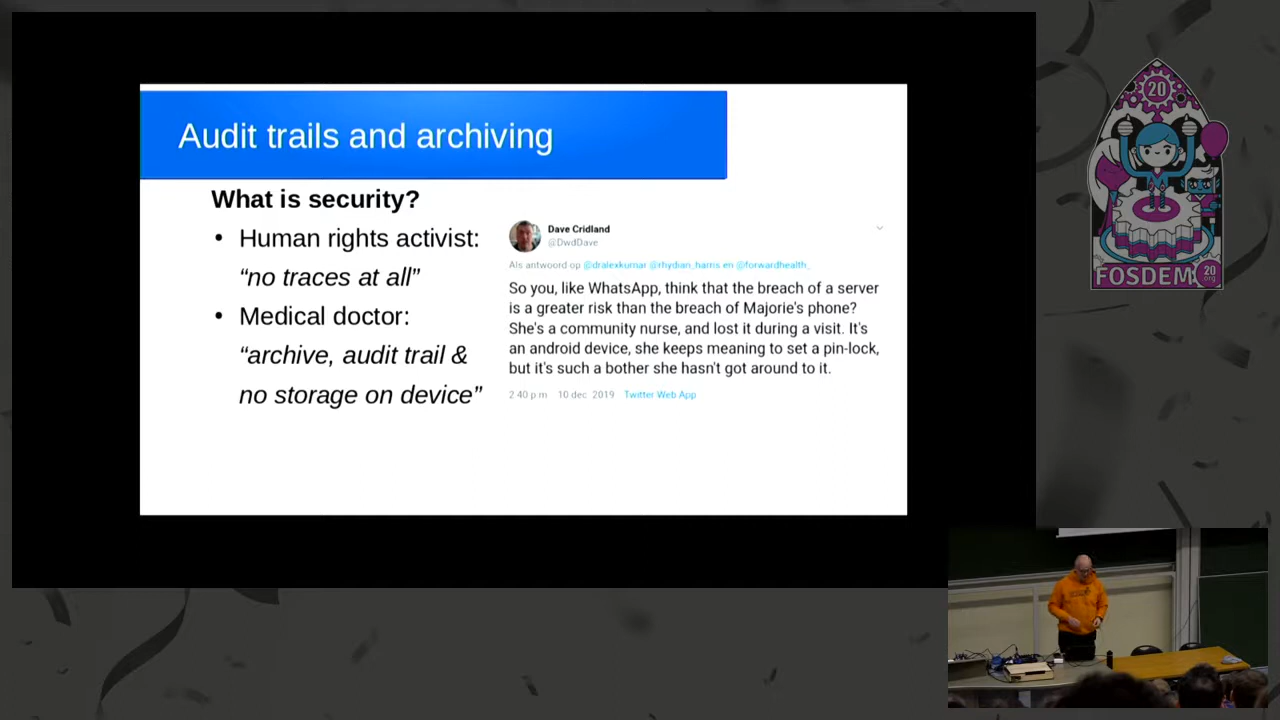 Audit trails and archiving
What is security?
• Human rights activist:
“no traces at all”
• Medical doctor:
“archive, audit trail &
no storage on device”
Dave Cridland
@DwdDave
Als antwoord op @dralexkumar @rhydian_harris en @forwardhealth_
So you, like WhatsApp, think that the breach of a server
is a greater risk than the breach of Majorie's phone?
She's a community nurse, and lost it during a visit. It's
an android device, she keeps meaning to set a pin-lock,
but it's such a bother she hasn't got around to it.
2:40 p.m. 10 dec. 2019 Twitter Web App
20
FOSDEM
20
.org